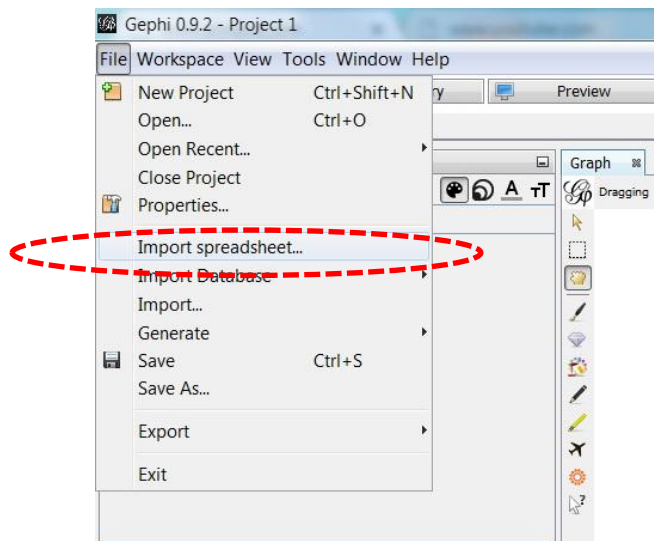 Gephi 0.9.2 - Project 1
File Workspace View Tools Window Help
New Project Ctrl+Shift+N
ry Preview
Open... Ctrl+O
Open Recent...
Close Project
Graph
Properties...
A T T Dragging
Import spreadsheet...
Import Database
Import...
Generate
Save Ctrl+S
Save As...
Export
Exit